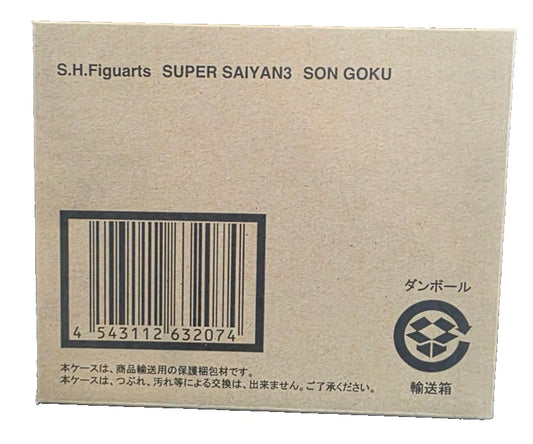 S.H.Figuarts SUPER SAIYAN3 SON GOKU
4 543112 632074
ダンボール
輸送箱
本ケースは、商品輸送用の保護梱包材です。
本ケースは、つぶれ、汚れ等による交換は、出来ません。ご了承ください。